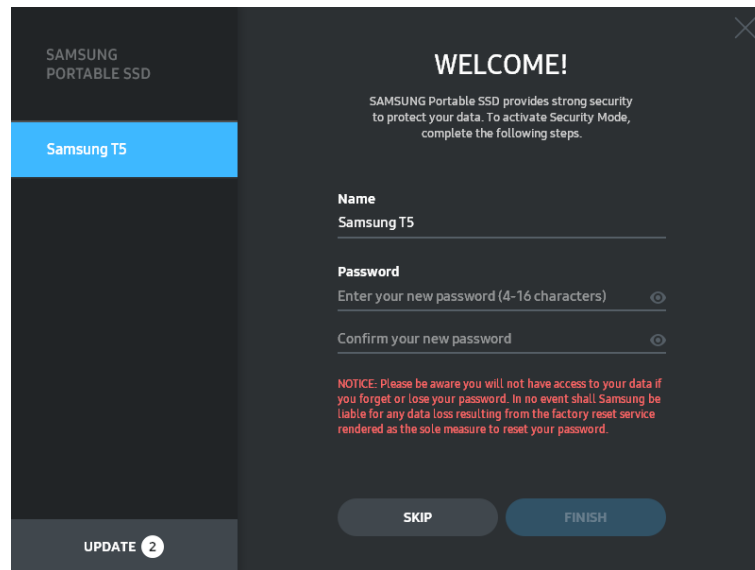 SAMSUNG
PORTABLE SSD
Samsung T5
UPDATE 2
WELCOME!
SAMSUNG Portable SSD provides strong security
to protect your data. To activate Security Mode,
complete the following steps.
Name
Samsung T5
Password
Enter your new password (4-16 characters)
Confirm your new password
NOTICE: Please be aware you will not have access to your data if
you forget or lose your password. In no event shall Samsung be
liable for any data loss resulting from the factory reset service
rendered as the sole measure to reset your password.
SKIP
FINISH